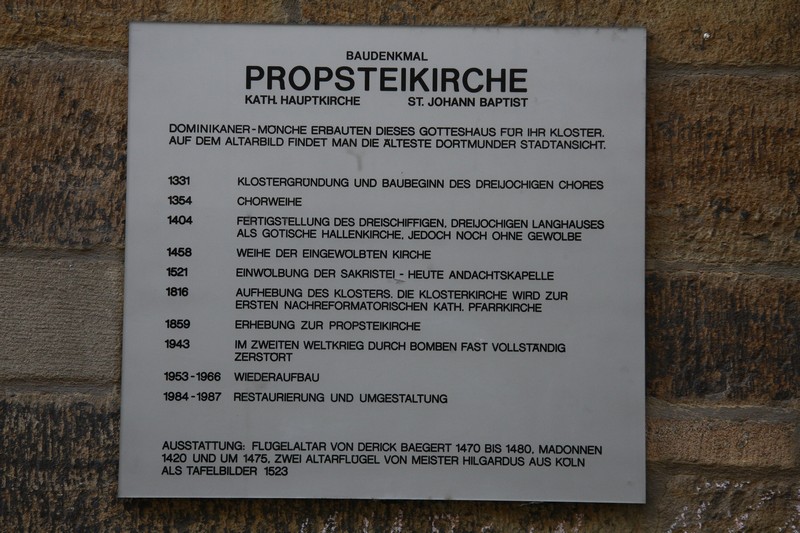 BAUDENKMAL
PROPSTEIKIRCHE
KATH. HAUPTKIRCHE ST. JOHANN BAPTIST
DOMINIKANER-MÖNCHE ERBAUTEN DIESES GOTTESHAUS FÜR IHR KLOSTER.
AUF DEM ALTARBILD FINDET MAN DIE ÄLTESTE DORTMUNDER STADTANSICHT.
1331 KLOSTERGRÜNDUNG UND BAUBEGINN DES DREIJOCHIGEN CHORES
1354 CHORWEIHE
1404 FERTIGSTELLUNG DES DREISCHIFFIGEN, DREIJOCHIGEN LANGHAUSES
ALS GOTISCHE HALLENKIRCHE, JEDOCH NOCH OHNE GEWÖLBE
1458 WEIHE DER EINGEWÖLBTEN KIRCHE
1521 EINWÖLBUNG DER SAKRISTEI - HEUTE ANDACHTSKAPELLE
1816 AUFHEBUNG DES KLOSTERS. DIE KLOSTERKIRCHE WIRD ZUR
ERSTEN NACHREFORMATORISCHEN KATH. PFARRKIRCHE
1859 ERHEBUNG ZUR PROPSTEIKIRCHE
1943 IM ZWEITEN WELTKRIEG DURCH BOMBEN FAST VOLLSTÄNDIG
ZERSTÖRT
1953-1966 WIEDERAUFBAU
1984-1987 RESTAURIERUNG UND UMGESTALTUNG
AUSSTATTUNG: FLÜGELALTAR VON DERICK BAEGERT 1470 BIS 1480, MADONNEN
1420 UND UM 1475, ZWEI ALTARFLÜGEL VON MEISTER HILGARDUS AUS KÖLN
ALS TAFELBILDER 1523